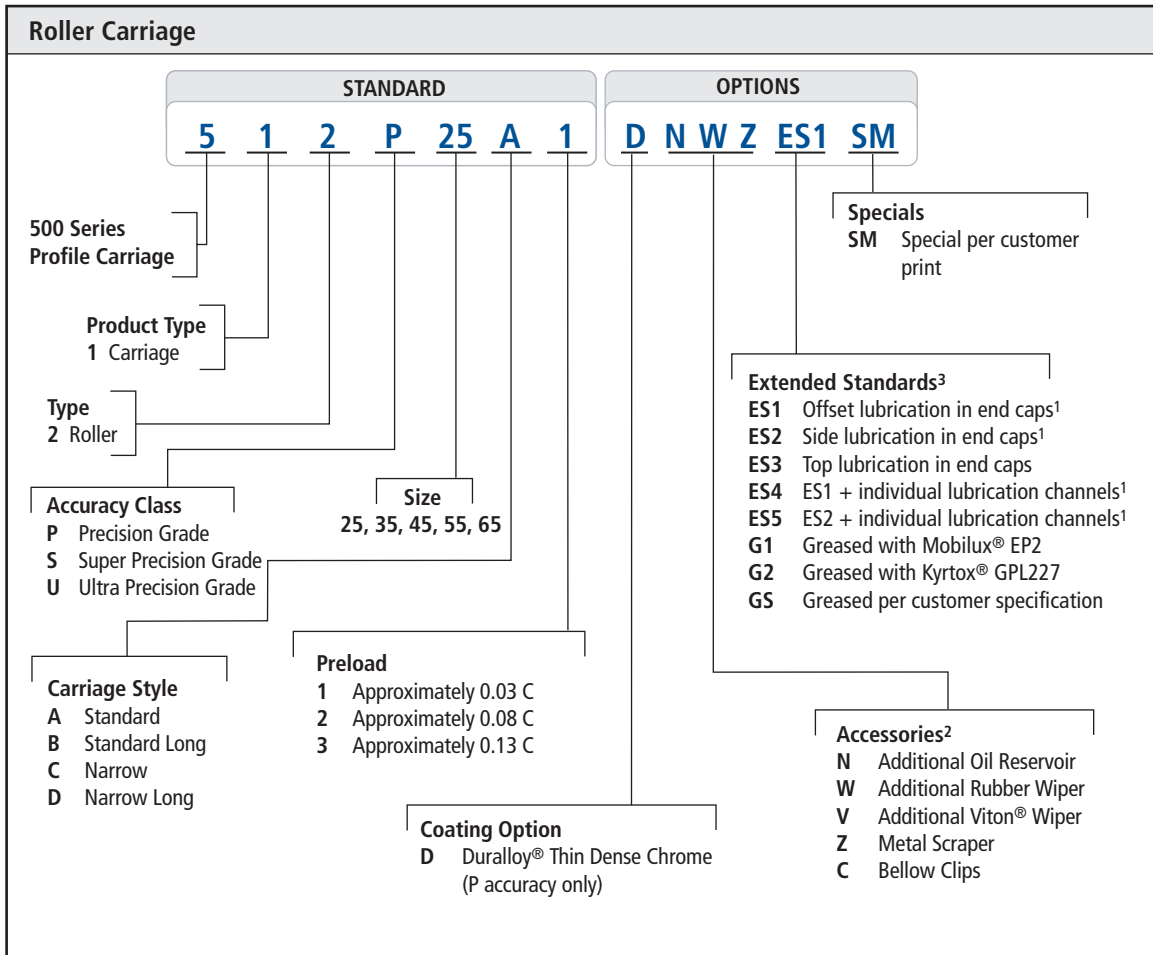 Roller Carriage
STANDARD
OPTIONS
5 1 2 P 25 A 1 D N W Z ES1 SM
500 Series
Profile Carriage
Product Type
1 Carriage
Type
2 Roller
Accuracy Class
P Precision Grade
S Super Precision Grade
U Ultra Precision Grade
Size
25, 35, 45, 55, 65
Carriage Style
A Standard
B Standard Long
C Narrow
D Narrow Long
Preload
1 Approximately 0.03 C
2 Approximately 0.08 C
3 Approximately 0.13 C
Coating Option
D Duralloy® Thin Dense Chrome
(P accuracy only)
Specials
SM Special per customer
print
Extended Standards³
ES1 Offset lubrication in end caps¹
ES2 Side lubrication in end caps¹
ES3 Top lubrication in end caps
ES4 ES1 + individual lubrication channels¹
ES5 ES2 + individual lubrication channels¹
G1 Greased with Mobilux® EP2
G2 Greased with Kyrtox® GPL227
GS Greased per customer specification
Accessories²
N Additional Oil Reservoir
W Additional Rubber Wiper
V Additional Viton® Wiper
Z Metal Scraper
C Bellow Clips